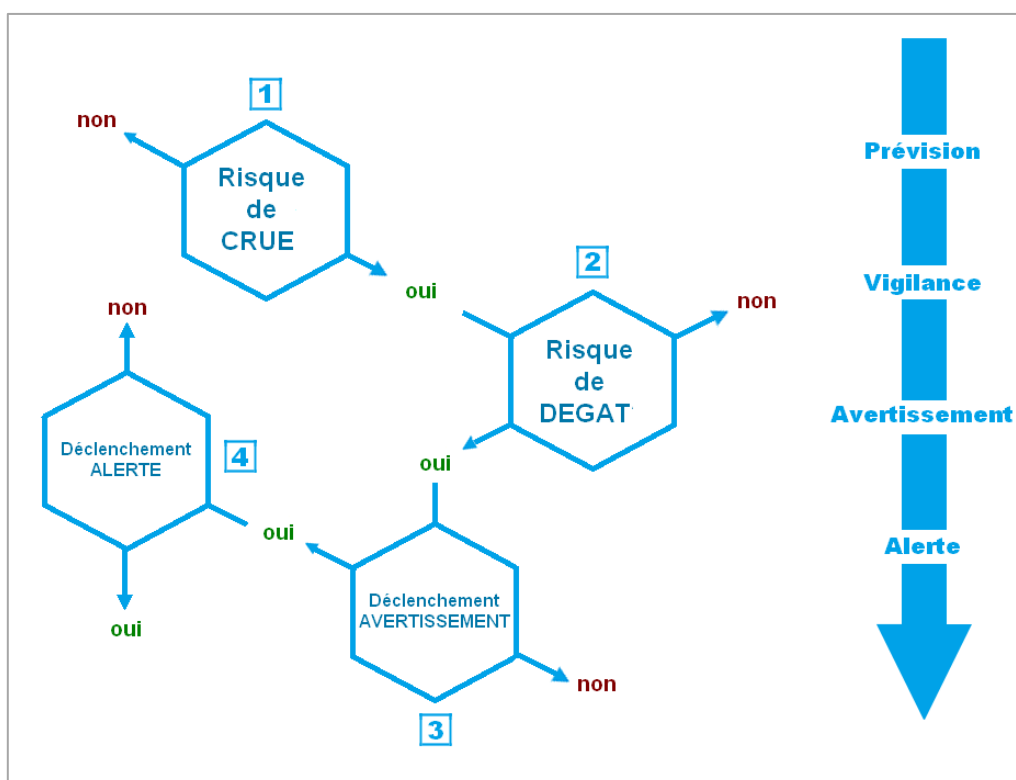 1
non
Risque
de
CRUE
oui
2
non
Risque
de
DEGAT
oui
3
Déclenchement
AVERTISSEMENT
non
oui
4
Déclenchement
ALERTE
non
oui
Prévision
Vigilance
Avertissement
Alerte